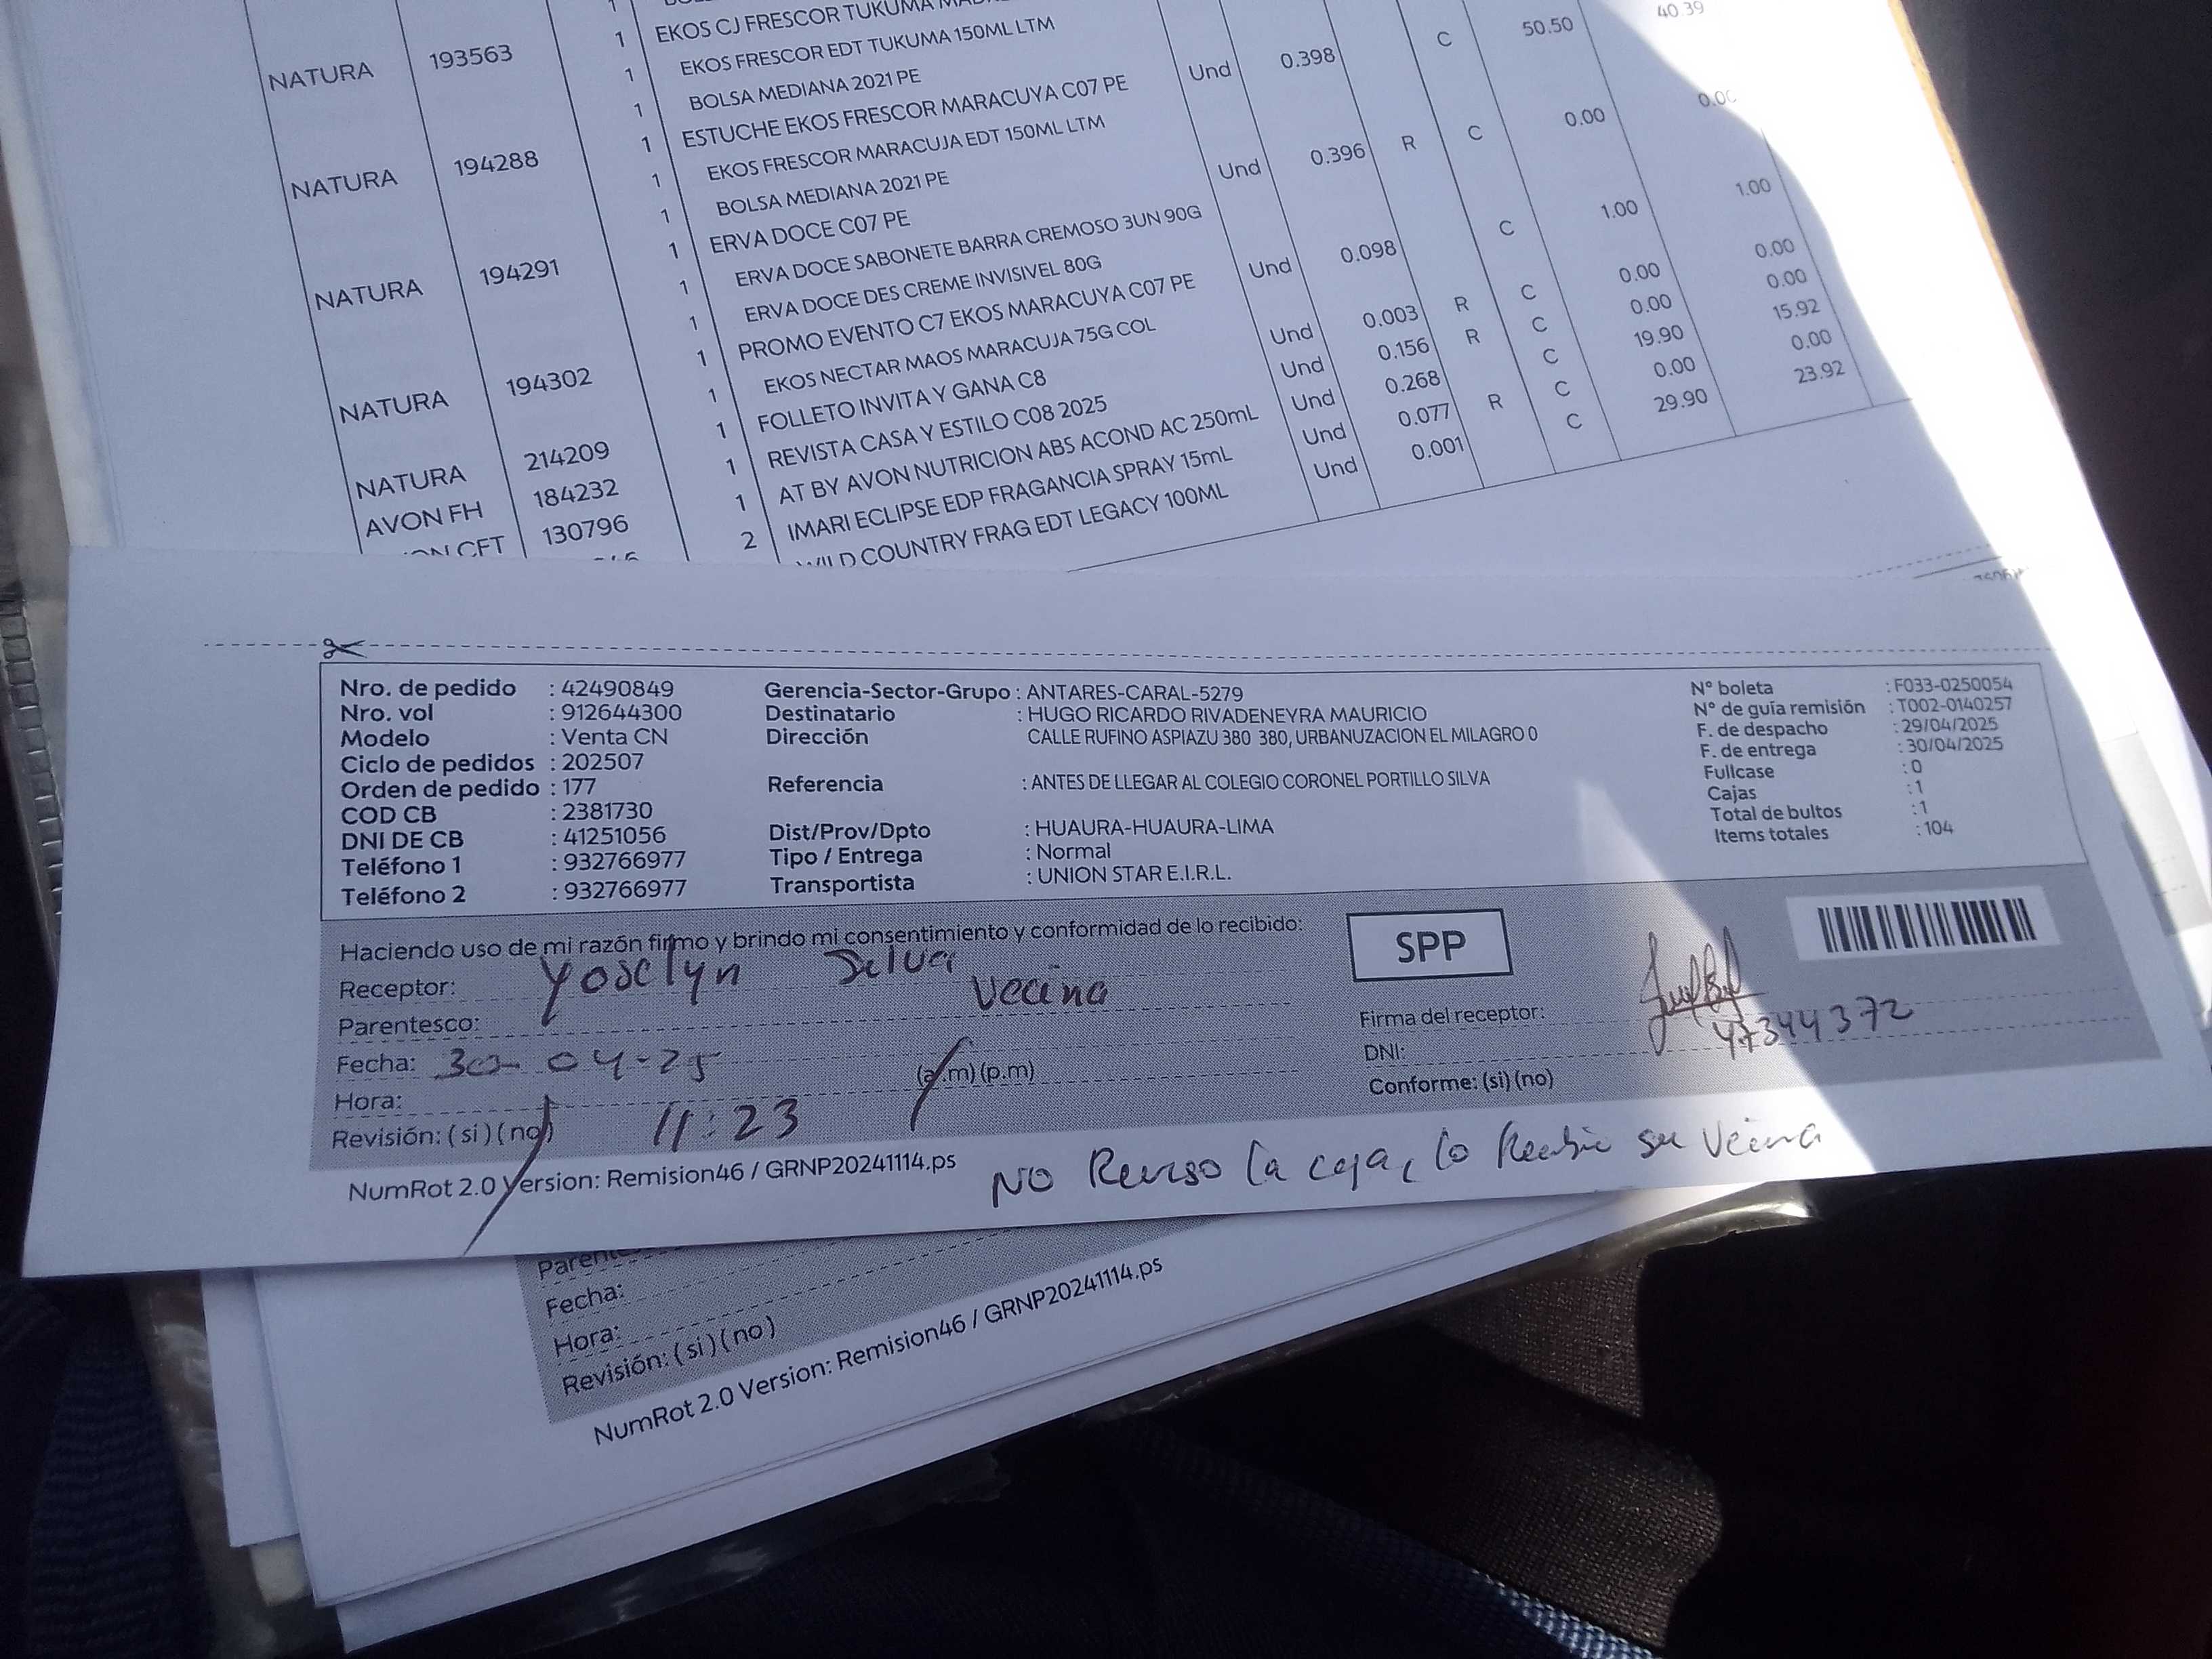 EKOS CJ FRESCOR TUKUMA
NATURA 193563 1 EKOS FRESCOR EDT TUKUMA 150ML LTM
1 BOLSA MEDIANA 2021 PE
1 ESTUCHE EKOS FRESCOR MARACUYA C07 PE Und 0.398 C 50.50 40.39
NATURA 194288 1 EKOS FRESCOR MARACUJA EDT 150ML LTM
1 BOLSA MEDIANA 2021 PE
1 ERVA DOCE C07 PE Und 0.396 R C 0.00 0.00
NATURA 194291 1 ERVA DOCE SABONETE BARRA CREMOSO 3UN 90G
1 ERVA DOCE DES CREME INVISIVEL 80G
1 PROMO EVENTO C7 EKOS MARACUYA C07 PE Und 0.098 C 1.00 1.00
NATURA 194302 1 EKOS NECTAR MAOS MARACUJA 75G COL
1 FOLLETO INVITA Y GANA C8 Und 0.003 R C 0.00 0.00
NATURA 214209 1 REVISTA CASA Y ESTILO C08 2025 Und 0.156 R C 0.00 0.00
AVON FH 184232 1 AT BY AVON NUTRICION ABS ACOND AC 250mL Und 0.268 C 19.90 15.92
CFT 130796 2 IMARI ECLIPSE EDP FRAGANCIA SPRAY 15mL Und 0.077 R C 0.00 0.00
WILD COUNTRY FRAG EDT LEGACY 100ML Und 0.001 C 29.90 23.92
Nro. de pedido : 42490849 Gerencia-Sector-Grupo : ANTARES-CARAL-5279 N° boleta : F033-0250054
Nro. vol : 912644300 Destinatario : HUGO RICARDO RIVADENEYRA MAURICIO N° de guía remisión : T002-0140257
Modelo : Venta CN Dirección CALLE RUFINO ASPIAZU 380 380, URBANUZACION EL MILAGRO 0 F. de despacho : 29/04/2025
Ciclo de pedidos : 202507 F. de entrega : 30/04/2025
Orden de pedido : 177 Referencia : ANTES DE LLEGAR AL COLEGIO CORONEL PORTILLO SILVA Fullcase : 0
COD CB : 2381730 Cajas : 1
DNI DE CB : 41251056 Dist/Prov/Dpto : HUAURA-HUAURA-LIMA Total de bultos : 1
Teléfono 1 : 932766977 Tipo / Entrega : Normal Items totales : 104
Teléfono 2 : 932766977 Transportista : UNION STAR E.I.R.L.
Haciendo uso de mi razón firmo y brindo mi consentimiento y conformidad de lo recibido: SPP
Receptor: Yoselyn Silva
Parentesco: Vecina Firma del receptor:
Fecha: 30-04-25 (a.m) (p.m) DNI: 47344372
Hora: 11:23 Conforme: (si) (no)
Revisión: ( si ) ( no )
NumRot 2.0 Version: Remision46 / GRNP20241114.ps
NO Reviso la caja, lo Recibio su Vecina
Parente
Fecha:
Hora:
Revisión: ( si ) ( no )
NumRot 2.0 Version: Remision46 / GRNP20241114.ps